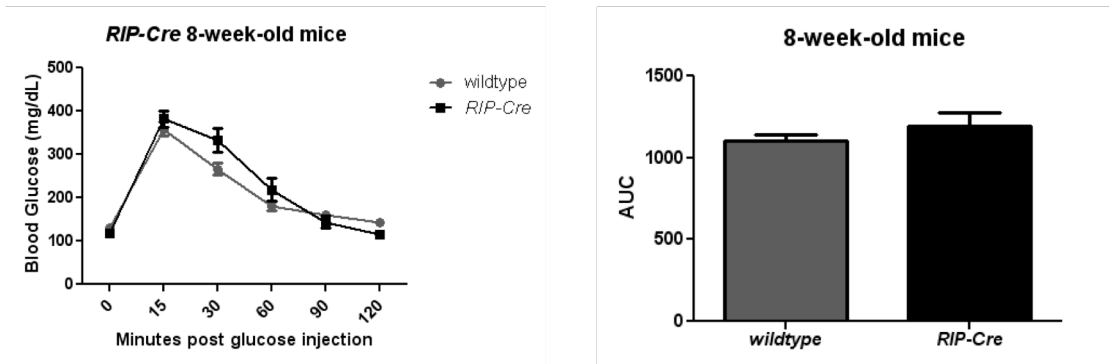 RIP-Cre 8-week-old mice
500
400
300
200
100
0
Blood Glucose (mg/dL)
0 15 30 60 90 120
Minutes post glucose injection
wildtype
RIP-Cre
8-week-old mice
1500
1000
500
0
AUC
wildtype RIP-Cre